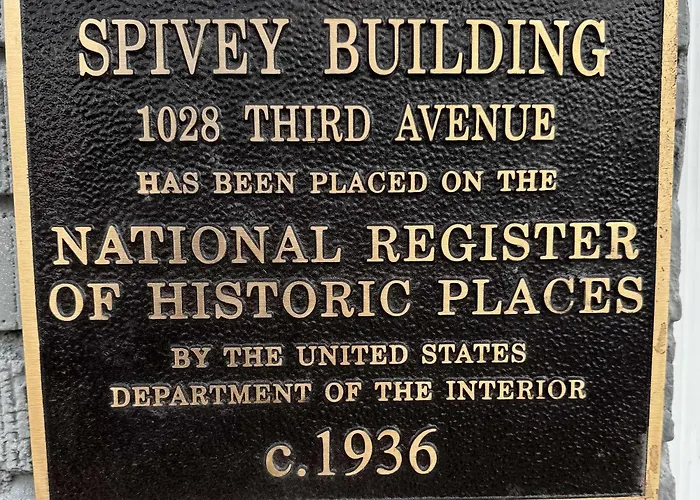 SPIVEY BUILDING
1028 THIRD AVENUE
HAS BEEN PLACED ON THE
NATIONAL REGISTER
OF HISTORIC PLACES
BY THE UNITED STATES
DEPARTMENT OF THE INTERIOR
c.1936